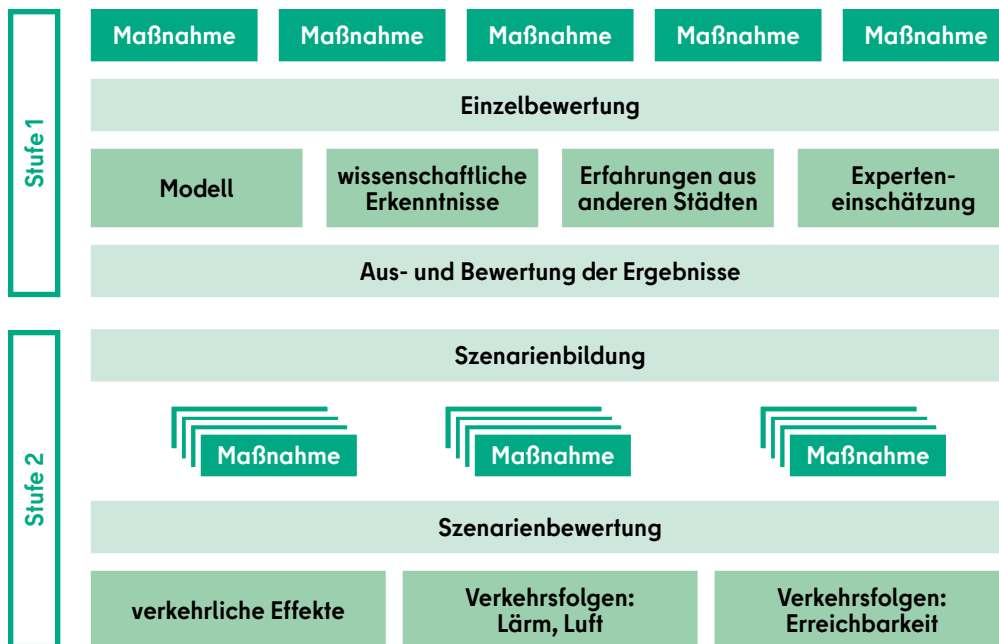 Stufe 1
Maßnahme Maßnahme Maßnahme Maßnahme Maßnahme
Einzelbewertung
Modell
wissenschaftliche
Erkenntnisse
Erfahrungen aus
anderen Städten
Experten-
einschätzung
Aus- und Bewertung der Ergebnisse
Stufe 2
Szenarienbildung
Maßnahme Maßnahme Maßnahme
Szenarienbewertung
verkehrliche Effekte
Verkehrsfolgen:
Lärm, Luft
Verkehrsfolgen:
Erreichbarkeit